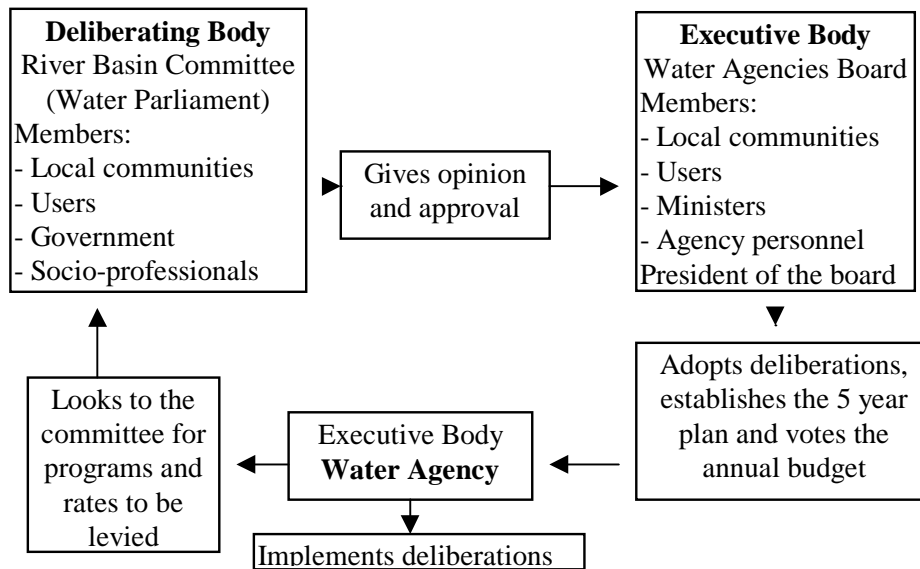 Deliberating Body
River Basin Committee
(Water Parliament)
Members:
- Local communities
- Users
- Government
- Socio-professionals
Gives opinion
and approval
Executive Body
Water Agencies Board
Members:
- Local communities
- Users
- Ministers
- Agency personnel
President of the board
Adopts deliberations,
establishes the 5 year
plan and votes the
annual budget
Executive Body
Water Agency
Implements deliberations
Looks to the
committee for
programs and
rates to be
levied